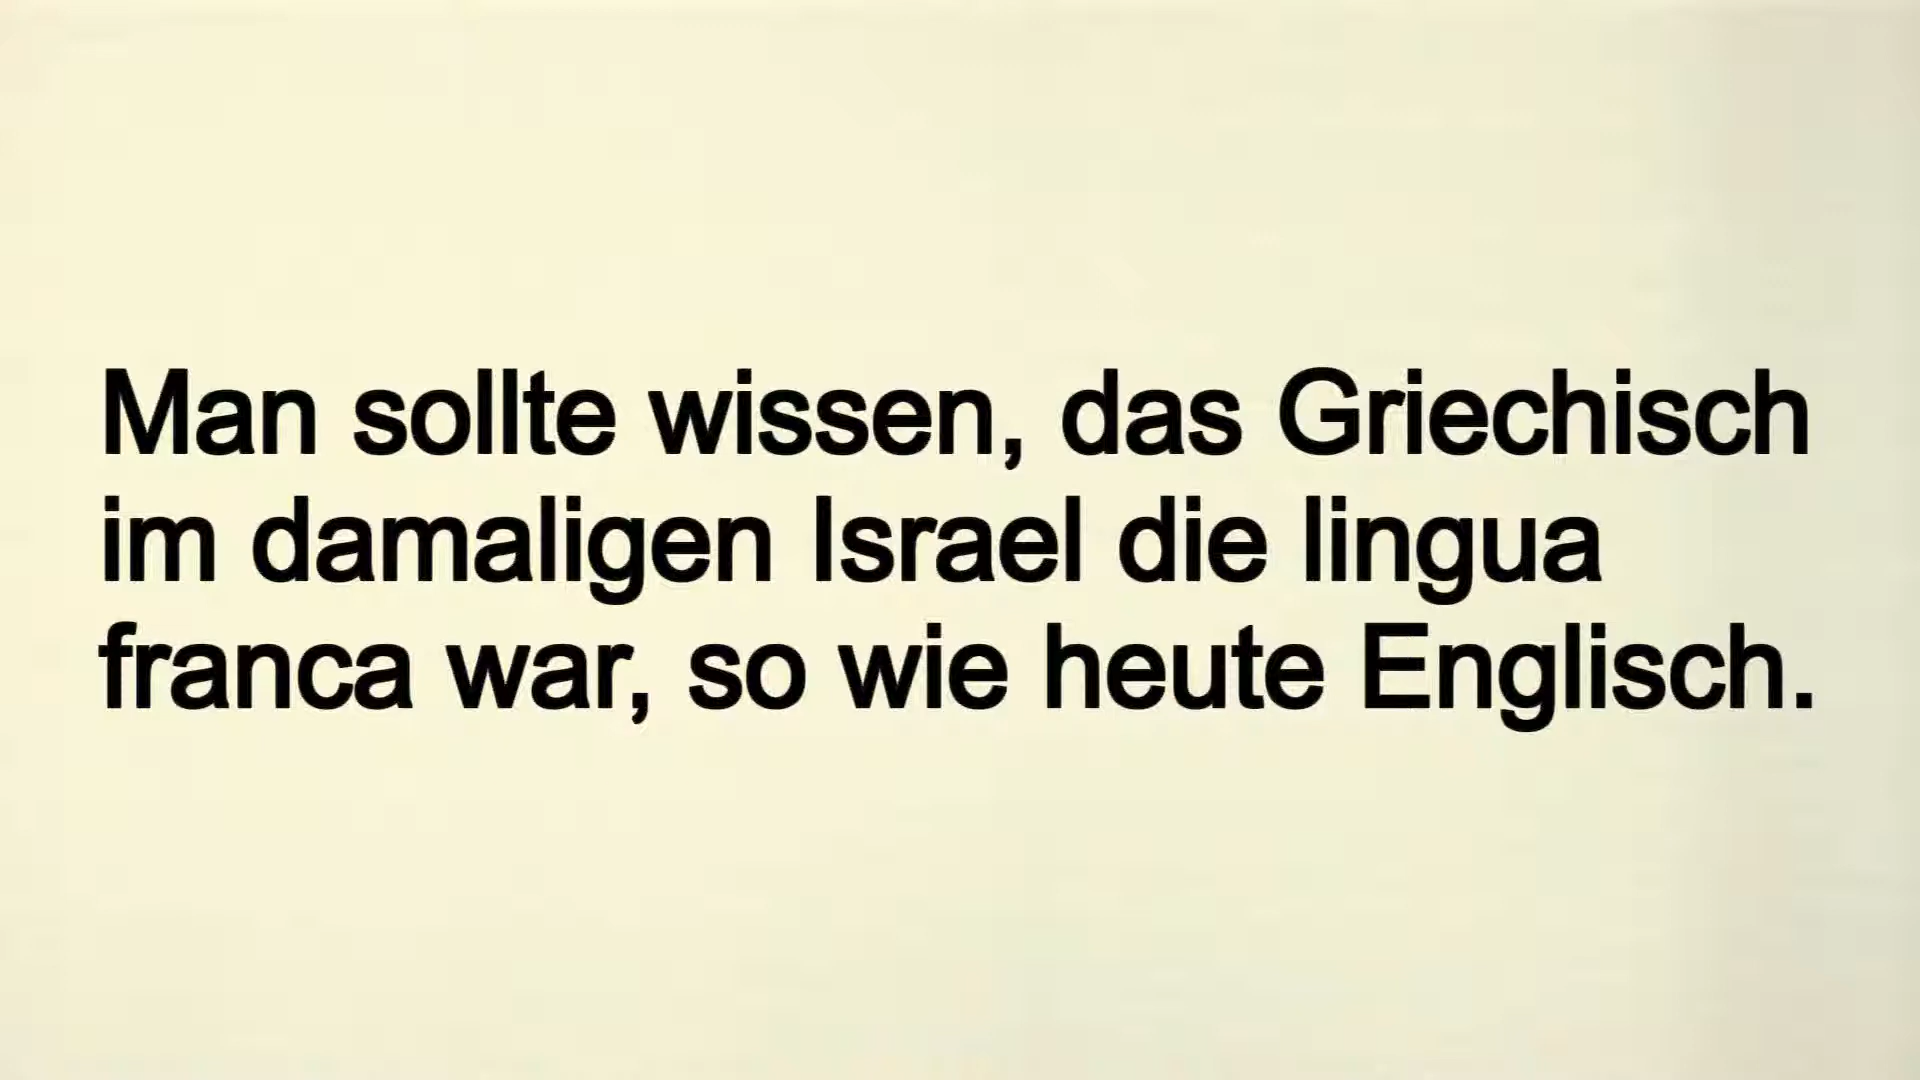 Man sollte wissen, das Griechisch
im damaligen Israel die lingua
franca war, so wie heute Englisch.